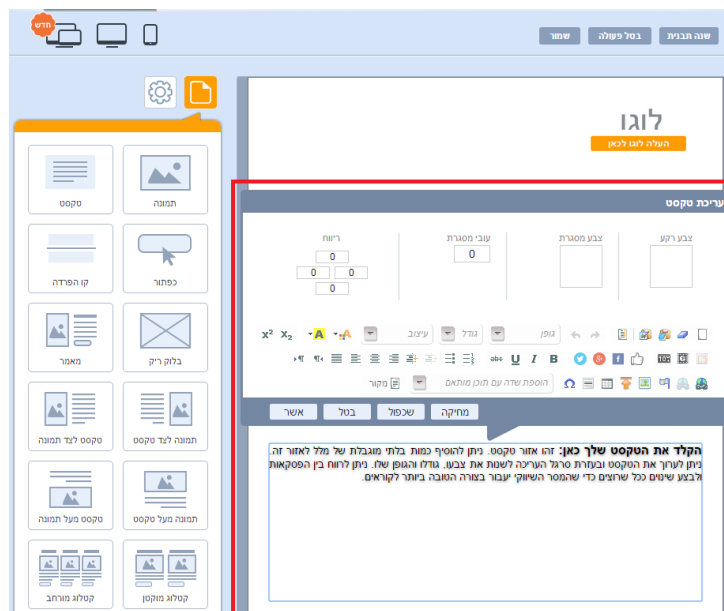 חדש
שנה תבנית
בטל פעולה
שמור
לוגו
העלה לוגו לכאן
תמונה
טקסט
כפתור
קו הפרדה
בלוק ריק
מאמר
תמונה לצד טקסט
טקסט לצד תמונה
תמונה מעל טקסט
טקסט מעל תמונה
קטלוג מוקטן
קטלוג מורחב
עריכת טקסט
צבע רקע
צבע מסגרת
עובי מסגרת
0
ריווח
0
0 0
0
גופן
גודל
עיצוב
A A X₂ X²
B I U abc
הוספת שדה עם תוכן מותאם
מקור
Ω
מחיקה
שכפול
בטל
אשר
הקלד את הטקסט שלך כאן: זהו אזור טקסט. ניתן להוסיף כמות בלתי מוגבלת של מלל לאזור זה.
ניתן לערוך את הטקסט ובעזרת סרגל העריכה לשנות את צבעו, גודלו והגופן שלו. ניתן לרווח בין הפסקאות
ולבצע שינוים ככל שרוצים כדי שהמסר השיווקי יעבור בצורה הטובה ביותר לקוראים.